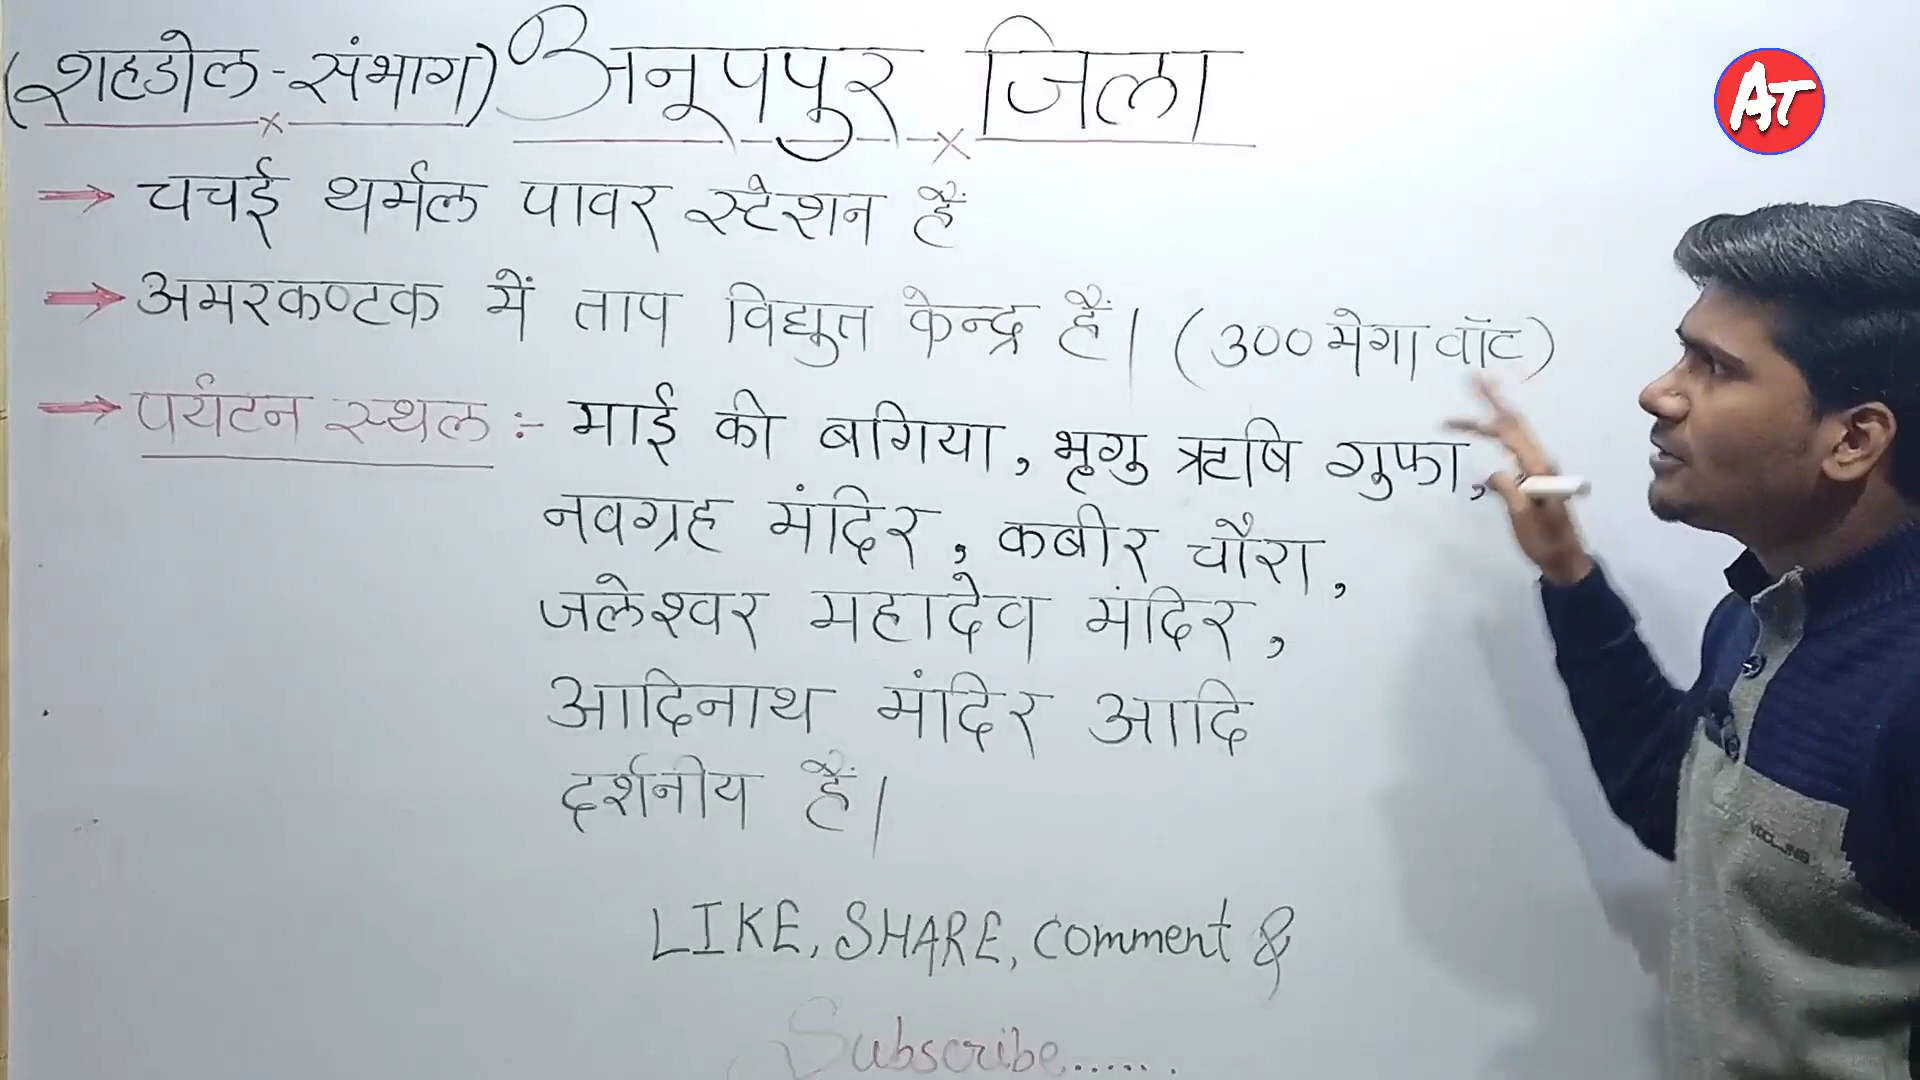 (शहडोल-संभाग) अनूपपुर जिला
AJT
→ चचई थर्मल पावर स्टेशन हैं
→ अमरकण्टक में ताप विद्युत केन्द्र हैं। (300 मेगा वॉट)
→ पर्यटन स्थल :- माई की बगिया, भृगु ऋषि गुफा,
नवग्रह मंदिर, कबीर चौरा,
जलेश्वर महादेव मंदिर,
आदिनाथ मंदिर आदि
दर्शनीय हैं।
LIKE, SHARE, comment &
Subscribe......